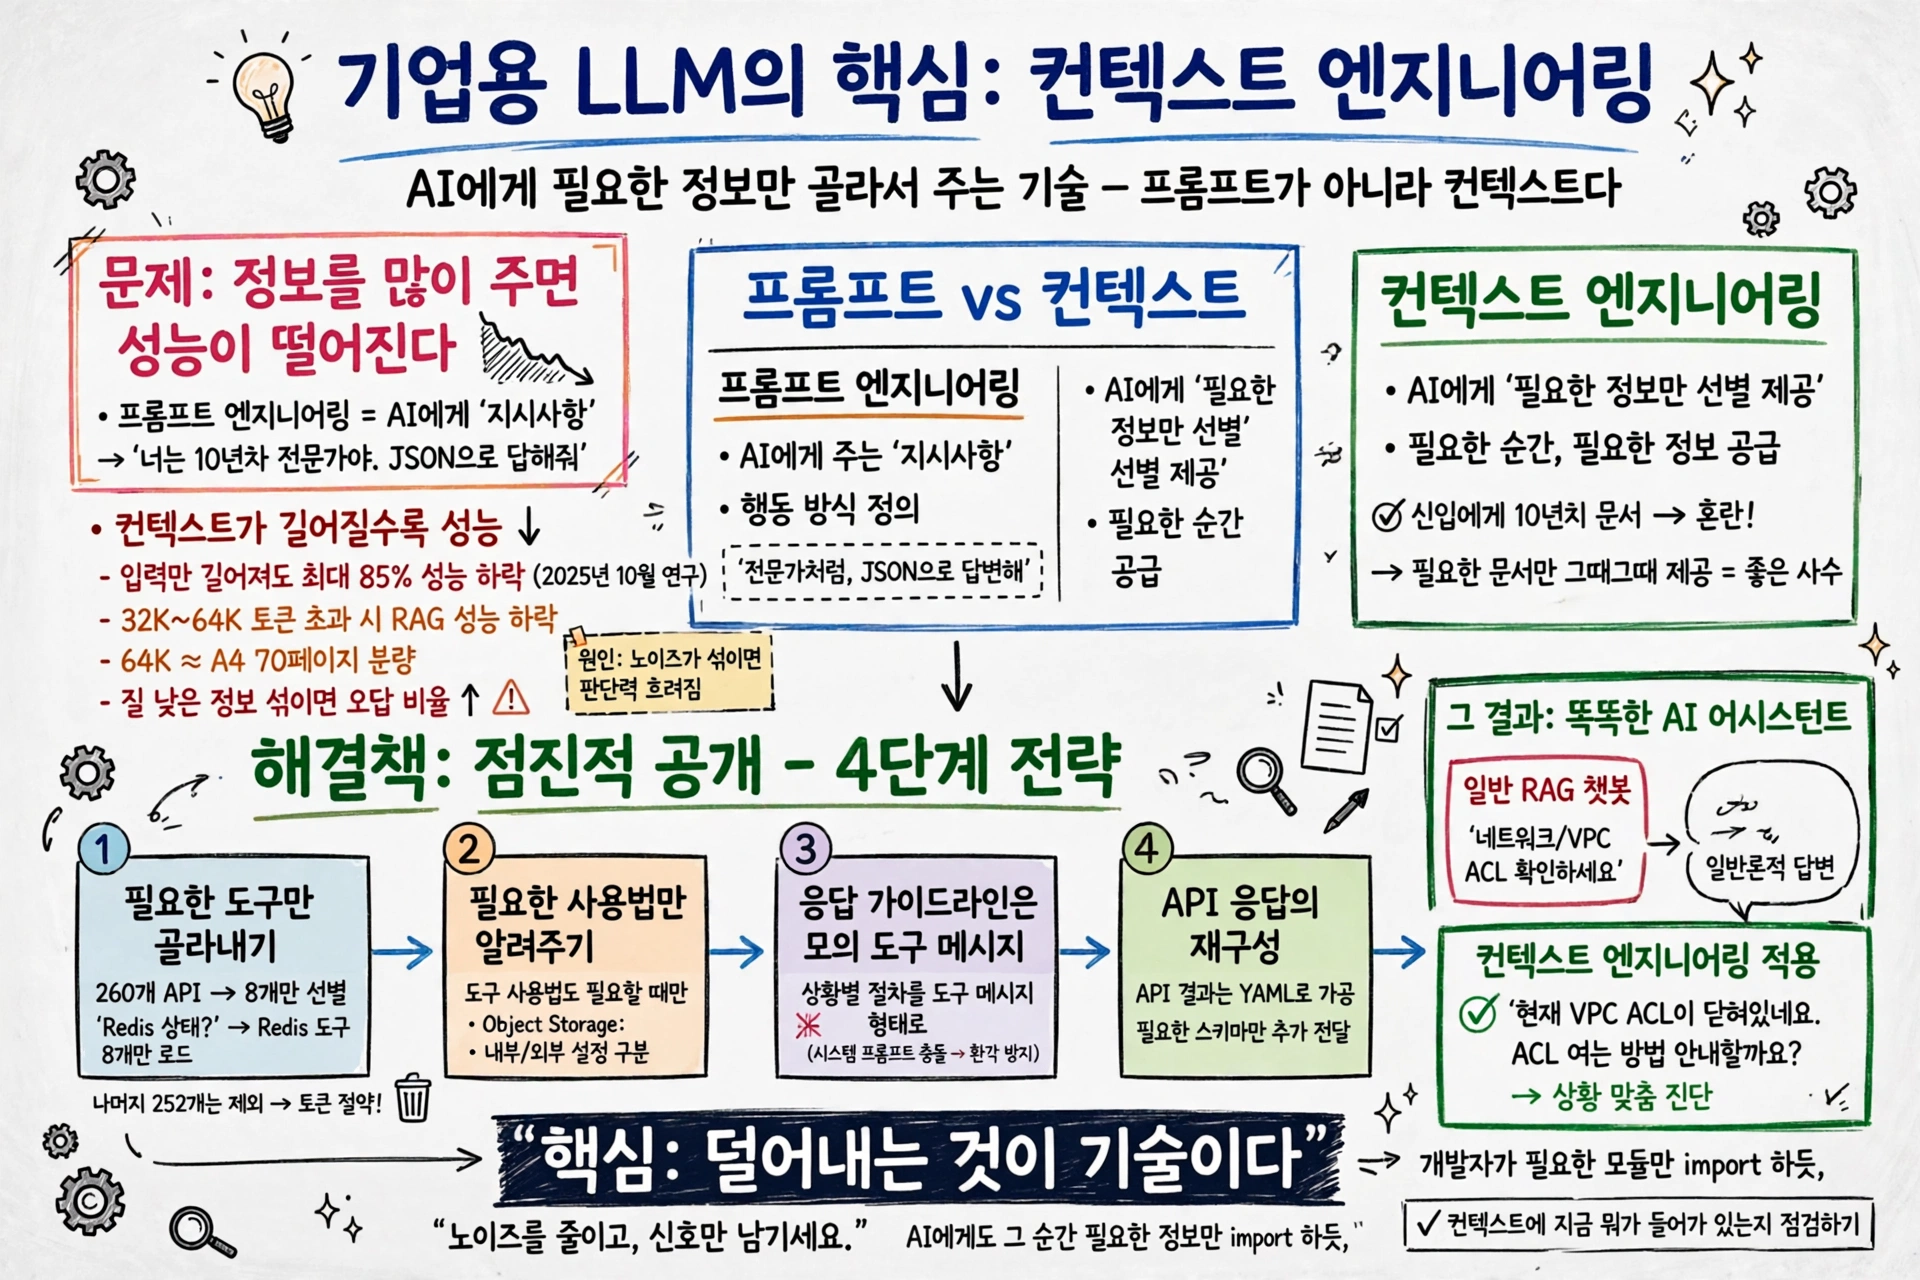 기업용 LLM의 핵심: 컨텍스트 엔지니어링
AI에게 필요한 정보만 골라서 주는 기술 – 프롬프트가 아니라 컨텍스트다
문제: 정보를 많이 주면
성능이 떨어진다
• 프롬프트 엔지니어링 = AI에게 '지시사항'
→ '너는 10년차 전문가야. JSON으로 답해줘'
• 컨텍스트가 길어질수록 성능 ↓
- 입력만 길어져도 최대 85% 성능 하락 (2025년 10월 연구)
- 32K~64K 토큰 초과 시 RAG 성능 하락
- 64K ≈ A4 70페이지 분량
- 질 낮은 정보 섞이면 오답 비율 ↑
원인: 노이즈가 섞이면
판단력 흐려짐
프롬프트 vs 컨텍스트
프롬프트 엔지니어링
• AI에게 주는 '지시사항'
• 행동 방식 정의
'전문가처럼, JSON으로 답변해'
• AI에게 '필요한
정보만 선별'
선별 제공'
• 필요한 순간
공급
컨텍스트 엔지니어링
• AI에게 '필요한 정보만 선별 제공'
• 필요한 순간, 필요한 정보 공급
신입에게 10년치 문서 → 혼란!
→ 필요한 문서만 그때그때 제공 = 좋은 사수
해결책: 점진적 공개 - 4단계 전략
1
필요한 도구만
골라내기
260개 API → 8개만 선별
'Redis 상태?' → Redis 도구
8개만 로드
나머지 252개는 제외 → 토큰 절약!
2
필요한 사용법만
알려주기
도구 사용법도 필요할 때만
• Object Storage:
• 내부/외부 설정 구분
3
응답 가이드라인은
모의 도구 메시지
상황별 절차를 도구 메시지
형태로
(시스템 프롬프트 충돌 → 환각 방지)
4
API 응답의
재구성
API 결과는 YAML로 가공
필요한 스키마만 추가 전달
그 결과: 똑똑한 AI 어시스턴트
일반 RAG 챗봇
'네트워크/VPC
ACL 확인하세요'
일반론적 답변
컨텍스트 엔지니어링 적용
'현재 VPC ACL이 닫혀있네요.
ACL 여는 방법 안내할까요?
→ 상황 맞춤 진단
"핵심: 덜어내는 것이 기술이다"
개발자가 필요한 모듈만 import 하듯,
"노이즈를 줄이고, 신호만 남기세요."
AI에게도 그 순간 필요한 정보만 import 하듯,"
✓ 컨텍스트에 지금 뭐가 들어가 있는지 점검하기